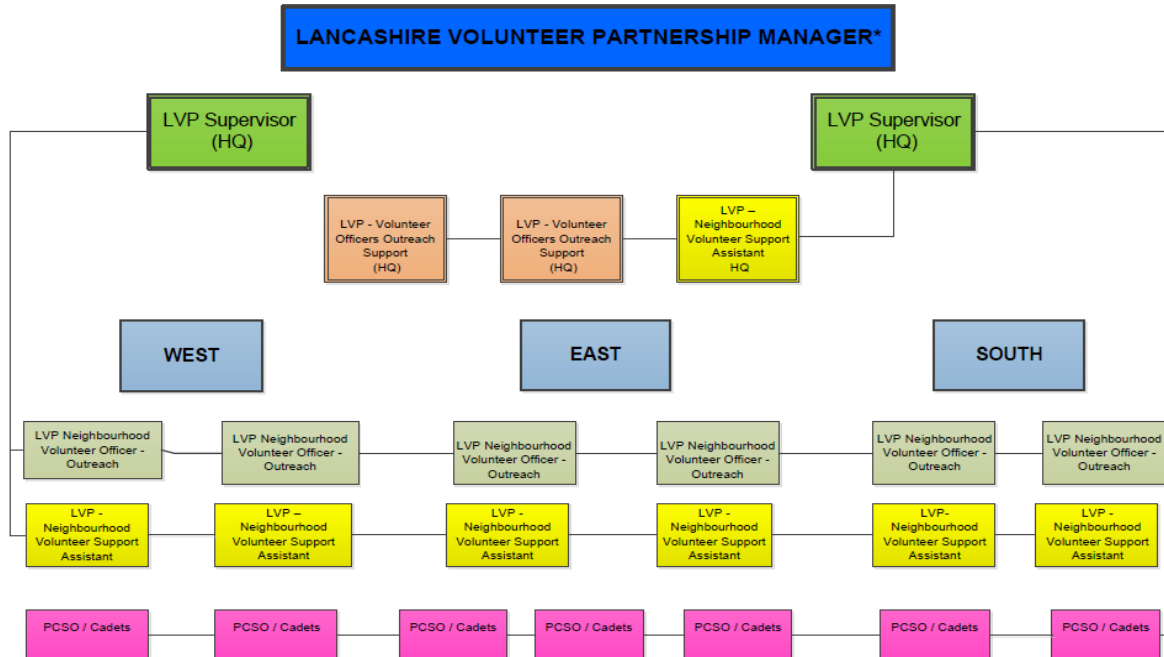 LANCASHIRE VOLUNTEER PARTNERSHIP MANAGER*
LVP Supervisor
(HQ)
LVP Supervisor
(HQ)
LVP - Volunteer
Officers Outreach
Support
(HQ)
LVP - Volunteer
Officers Outreach
Support
(HQ)
LVP –
Neighbourhood
Volunteer Support
Assistant
HQ
WEST
EAST
SOUTH
LVP Neighbourhood
Volunteer Officer -
Outreach
LVP Neighbourhood
Volunteer Officer -
Outreach
LVP Neighbourhood
Volunteer Officer -
Outreach
LVP Neighbourhood
Volunteer Officer -
Outreach
LVP Neighbourhood
Volunteer Officer -
Outreach
LVP Neighbourhood
Volunteer Officer -
Outreach
LVP -
Neighbourhood
Volunteer Support
Assistant
LVP –
Neighbourhood
Volunteer Support
Assistant
LVP -
Neighbourhood
Volunteer Support
Assistant
LVP -
Neighbourhood
Volunteer Support
Assistant
LVP-
Neighbourhood
Volunteer Support
Assistant
LVP -
Neighbourhood
Volunteer Support
Assistant
PCSO / Cadets
PCSO / Cadets
PCSO / Cadets
PCSO / Cadets
PCSO / Cadets
PCSO / Cadets
PCSO / Cadets